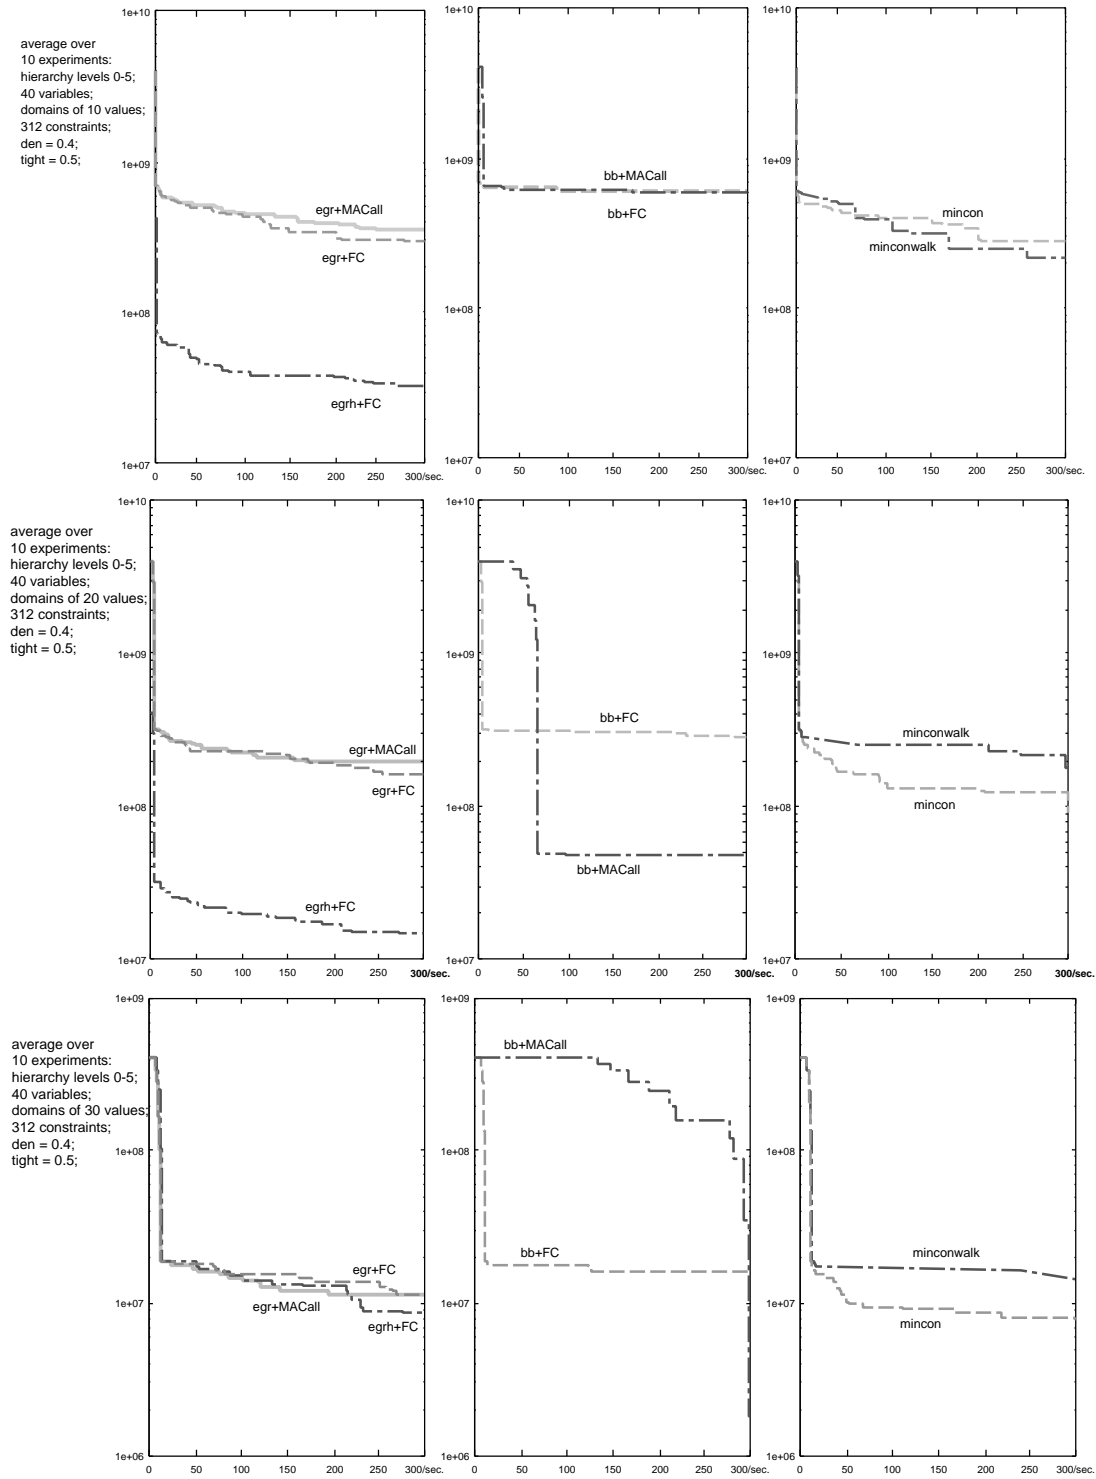 average over
10 experiments:
hierarchy levels 0-5;
40 variables;
domains of 10 values;
312 constraints;
den = 0.4;
tight = 0.5;
1e+10
1e+09
1e+08
1e+07
egr+MACall
egr+FC
egrh+FC
0 50 100 150 200 250 300/sec.
1e+10
1e+09
1e+08
1e+07
bb+MACall
bb+FC
0 50 100 150 200 250 300/sec.
1e+10
1e+09
1e+08
1e+07
mincon
minconwalk
0 50 100 150 200 250 300/sec.
average over
10 experiments:
hierarchy levels 0-5;
40 variables;
domains of 20 values;
312 constraints;
den = 0.4;
tight = 0.5;
1e+10
1e+09
1e+08
1e+07
egr+MACall
egr+FC
egrh+FC
0 50 100 150 200 250 300/sec.
1e+10
1e+09
1e+08
1e+07
bb+FC
bb+MACall
0 50 100 150 200 250 300/sec.
1e+10
1e+09
1e+08
1e+07
minconwalk
mincon
0 50 100 150 200 250 300/sec.
average over
10 experiments:
hierarchy levels 0-5;
40 variables;
domains of 30 values;
312 constraints;
den = 0.4;
tight = 0.5;
1e+09
1e+08
1e+07
1e+06
egr+FC
egr+MACall
egrh+FC
0 50 100 150 200 250 300/sec.
1e+09
1e+08
1e+07
1e+06
bb+MACall
bb+FC
0 50 100 150 200 250 300/sec.
1e+09
1e+08
1e+07
1e+06
minconwalk
mincon
0 50 100 150 200 250 300/sec.